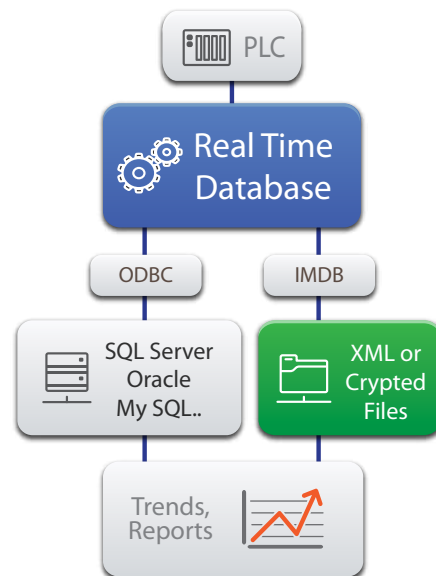 PLC
Real Time
Database
ODBC
IMDB
SQL Server
Oracle
My SQL..
XML or
Crypted
Files
Trends,
Reports